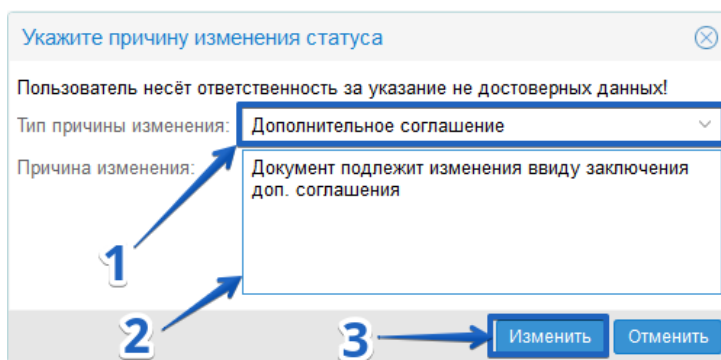 Укажите причину изменения статуса
Пользователь несёт ответственность за указание не достоверных данных!
Тип причины изменения: Дополнительное соглашение
Причина изменения: Документ подлежит изменения ввиду заключения
доп. соглашения
1
2
3
Изменить Отменить